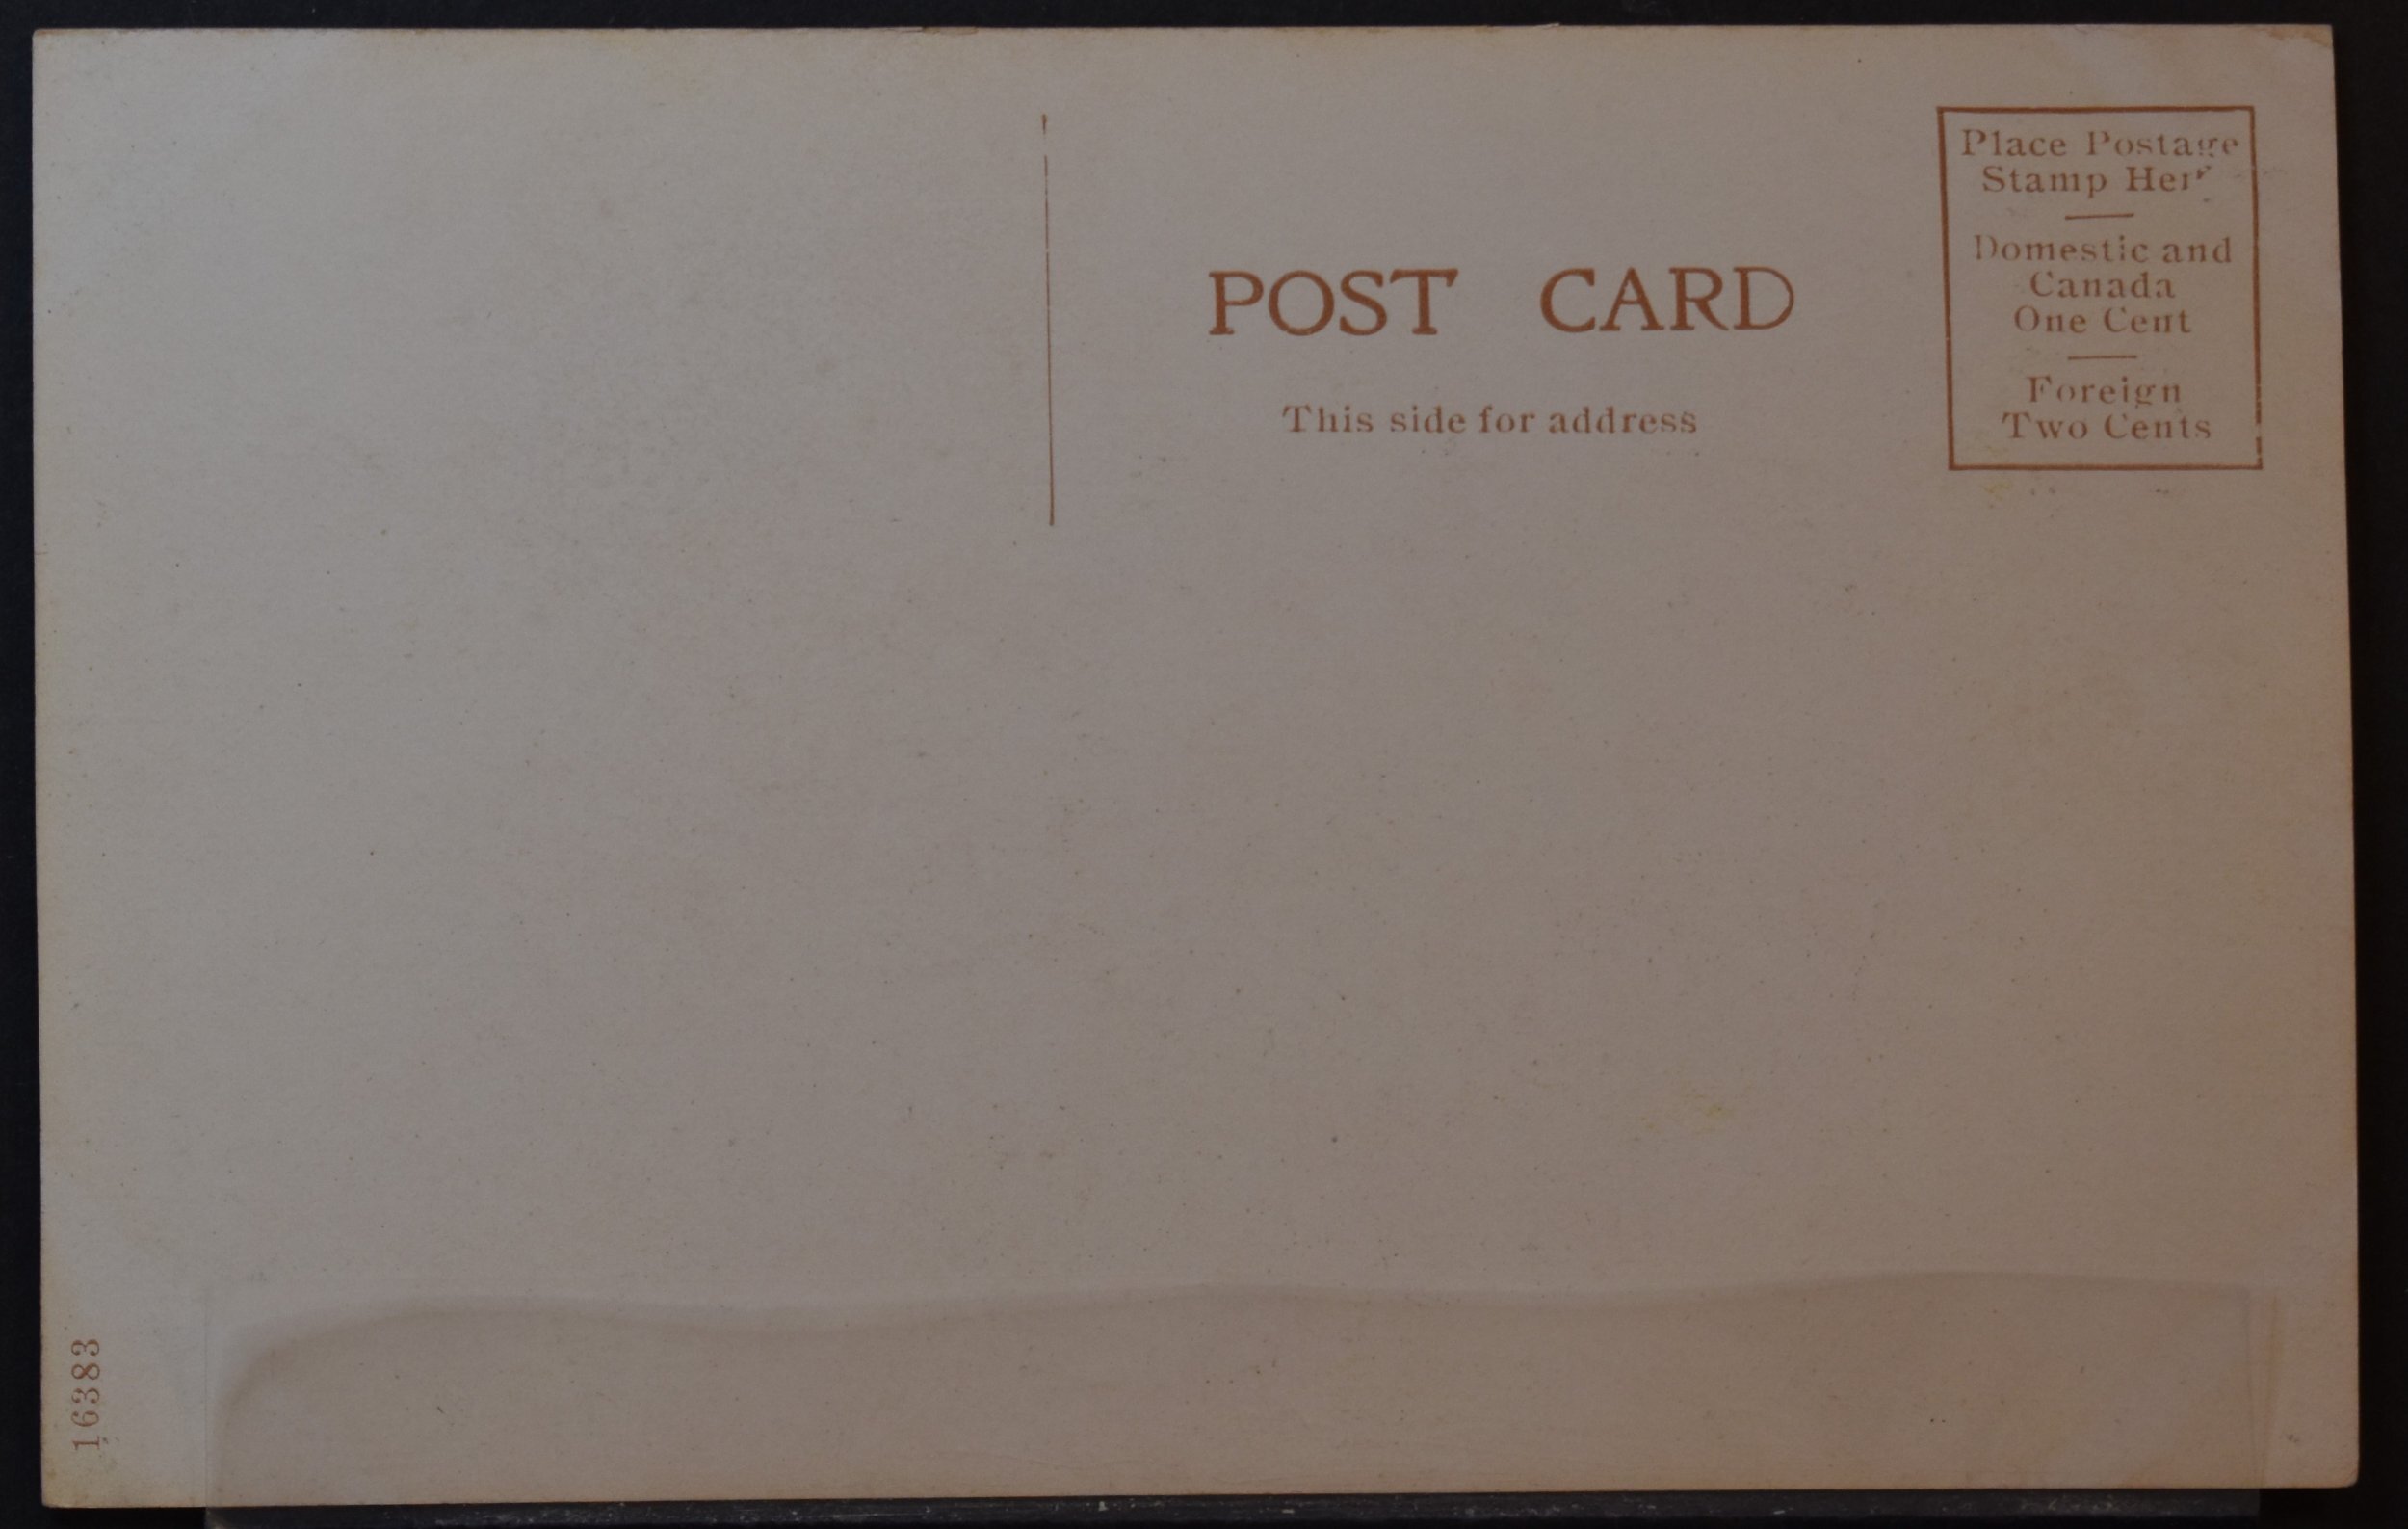 POST CARD
This side for address
Place Postage
Stamp Here
Domestic and
Canada
One Cent
Foreign
Two Cents
16383